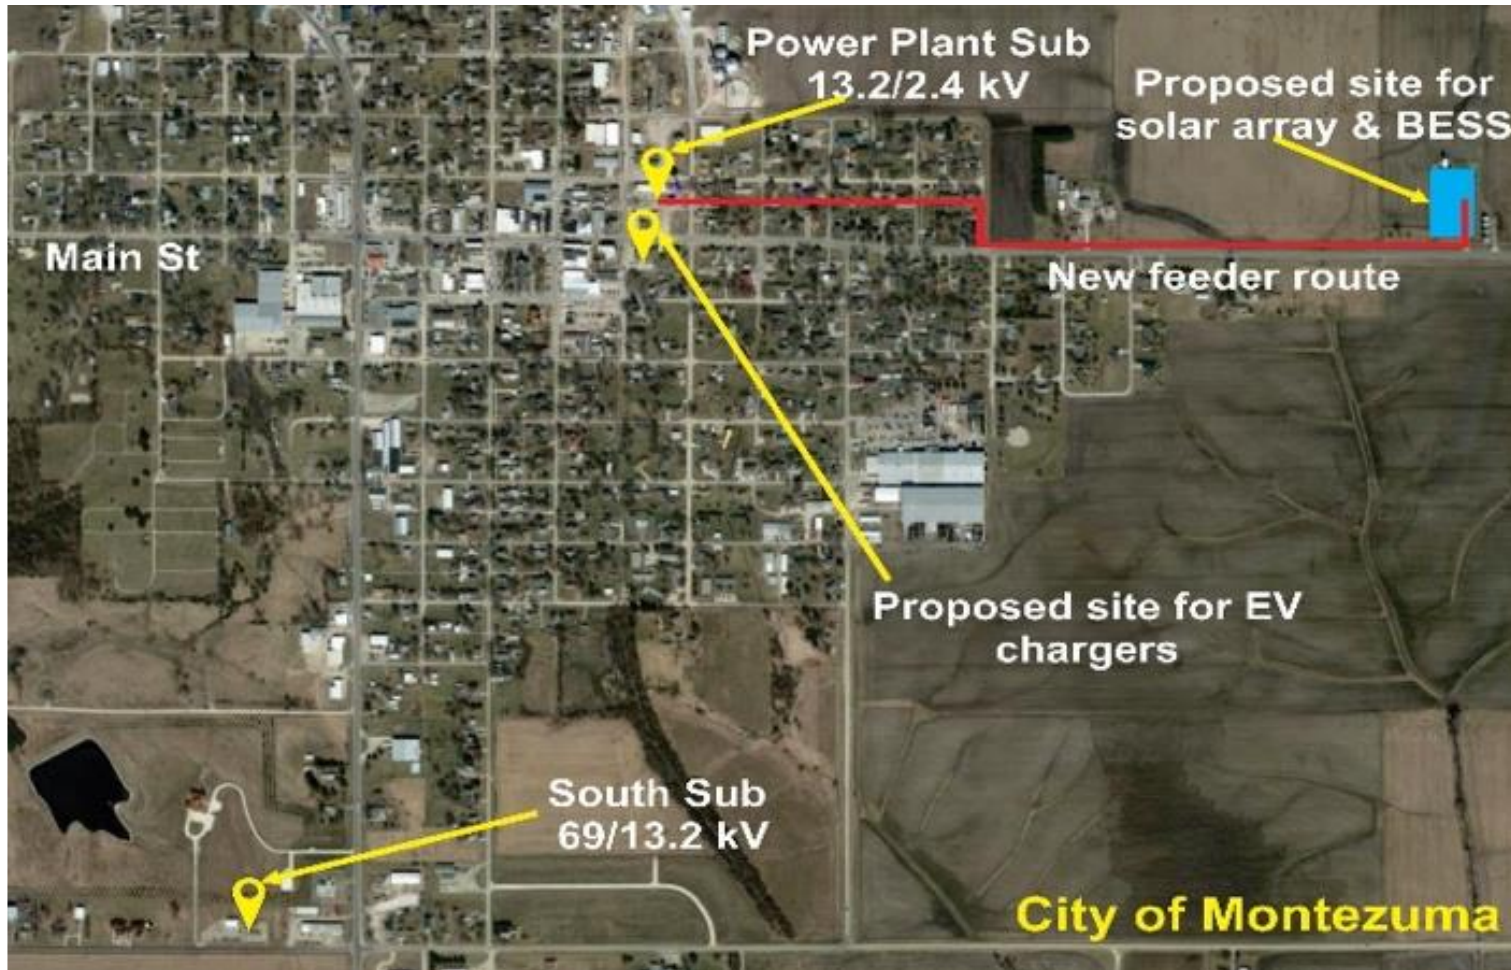 Power Plant Sub
13.2/2.4 kV
Proposed site for
solar array & BESS
Main St
New feeder route
Proposed site for EV
chargers
South Sub
69/13.2 kV
City of Montezuma